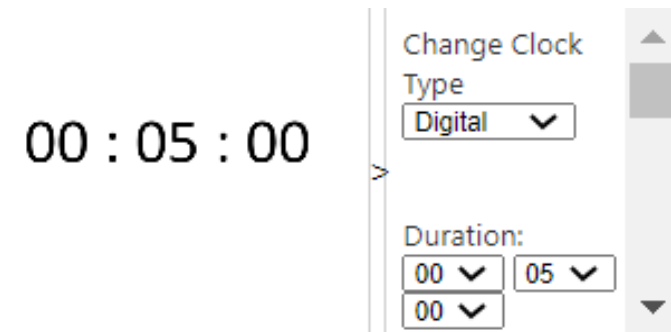 00 : 05 : 00
>
Change Clock
Type
Digital
Duration:
00 05
00